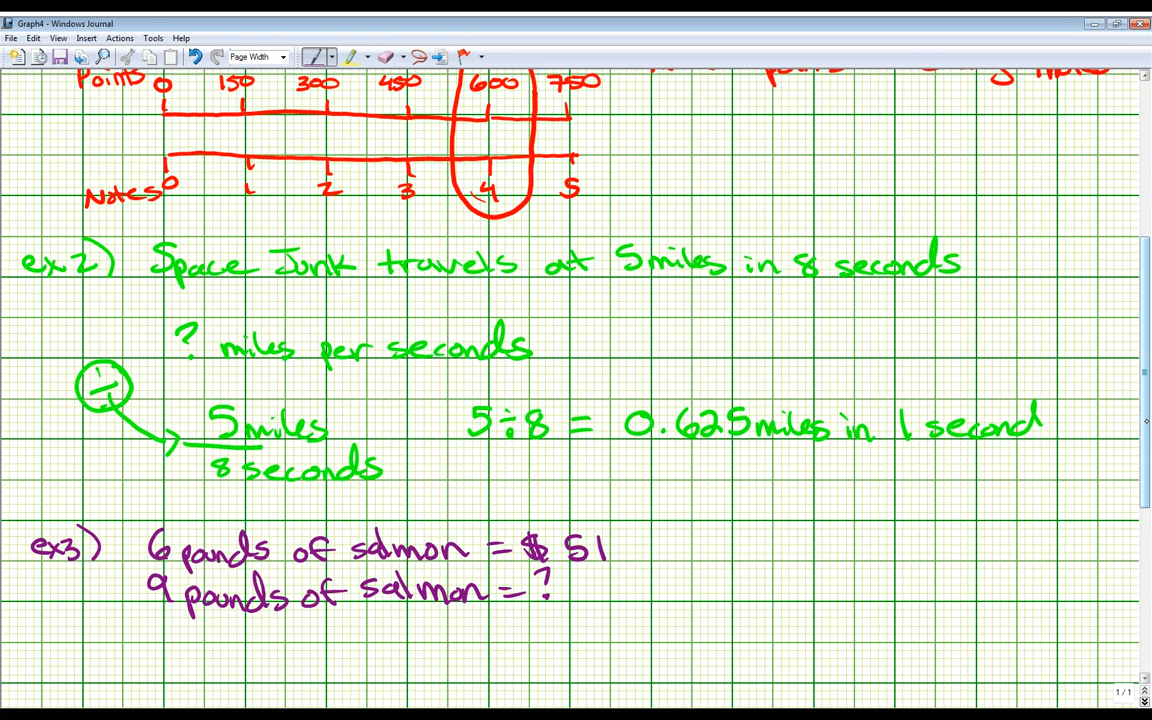 Graph4 - Windows Journal
File Edit View Insert Actions Tools Help
Page Width
Points 0 150 300 450 600 750
Notes 0 1 2 3 4 5
ex2) Space Junk travels at 5 miles in 8 seconds
? miles per seconds
5 miles
8 seconds
5 ÷ 8 = 0.625 miles in 1 second
ex3) 6 pounds of salmon = $ 51
9 pounds of salmon = ?
1 / 1